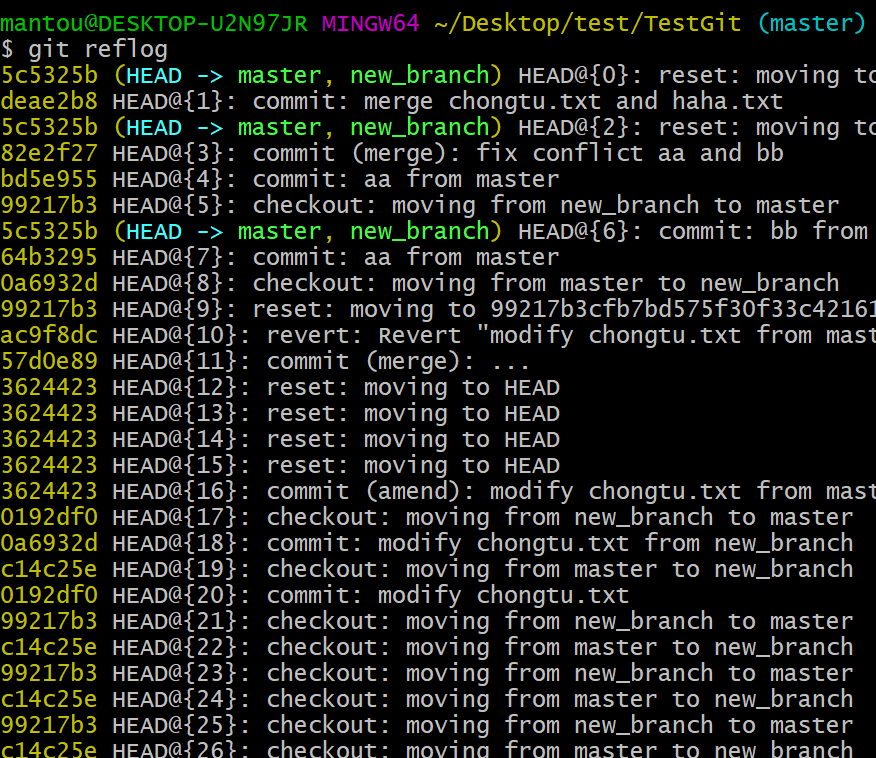 mantou@DESKTOP-U2N97JR MINGW64 ~/Desktop/test/TestGit (master)
$ git reflog
5c5325b (HEAD -> master, new_branch) HEAD@{0}: reset: moving
deae2b8 HEAD@{1}: commit: merge chongtu.txt and haha.txt
5c5325b (HEAD -> master, new_branch) HEAD@{2}: reset: moving
82e2f27 HEAD@{3}: commit (merge): fix conflict aa and bb
bd5e955 HEAD@{4}: commit: aa from master
99217b3 HEAD@{5}: checkout: moving from new_branch to master
5c5325b (HEAD -> master, new_branch) HEAD@{6}: commit: bb from
64b3295 HEAD@{7}: commit: aa from master
0a6932d HEAD@{8}: checkout: moving from master to new_branch
99217b3 HEAD@{9}: reset: moving to 99217b3cfb7bd575f30f33c42161
ac9f8dc HEAD@{10}: revert: Revert "modify chongtu.txt from mast
57d0e89 HEAD@{11}: commit (merge): ...
3624423 HEAD@{12}: reset: moving to HEAD
3624423 HEAD@{13}: reset: moving to HEAD
3624423 HEAD@{14}: reset: moving to HEAD
3624423 HEAD@{15}: reset: moving to HEAD
3624423 HEAD@{16}: commit (amend): modify chongtu.txt from mast
0192df0 HEAD@{17}: checkout: moving from new_branch to master
0a6932d HEAD@{18}: commit: modify chongtu.txt from new_branch
c14c25e HEAD@{19}: checkout: moving from master to new_branch
0192df0 HEAD@{20}: commit: modify chongtu.txt
99217b3 HEAD@{21}: checkout: moving from new_branch to master
c14c25e HEAD@{22}: checkout: moving from master to new_branch
99217b3 HEAD@{23}: checkout: moving from new_branch to master
c14c25e HEAD@{24}: checkout: moving from master to new_branch
99217b3 HEAD@{25}: checkout: moving from new_branch to master
c14c25e HEAD@{26}: checkout: moving from master to new_branch